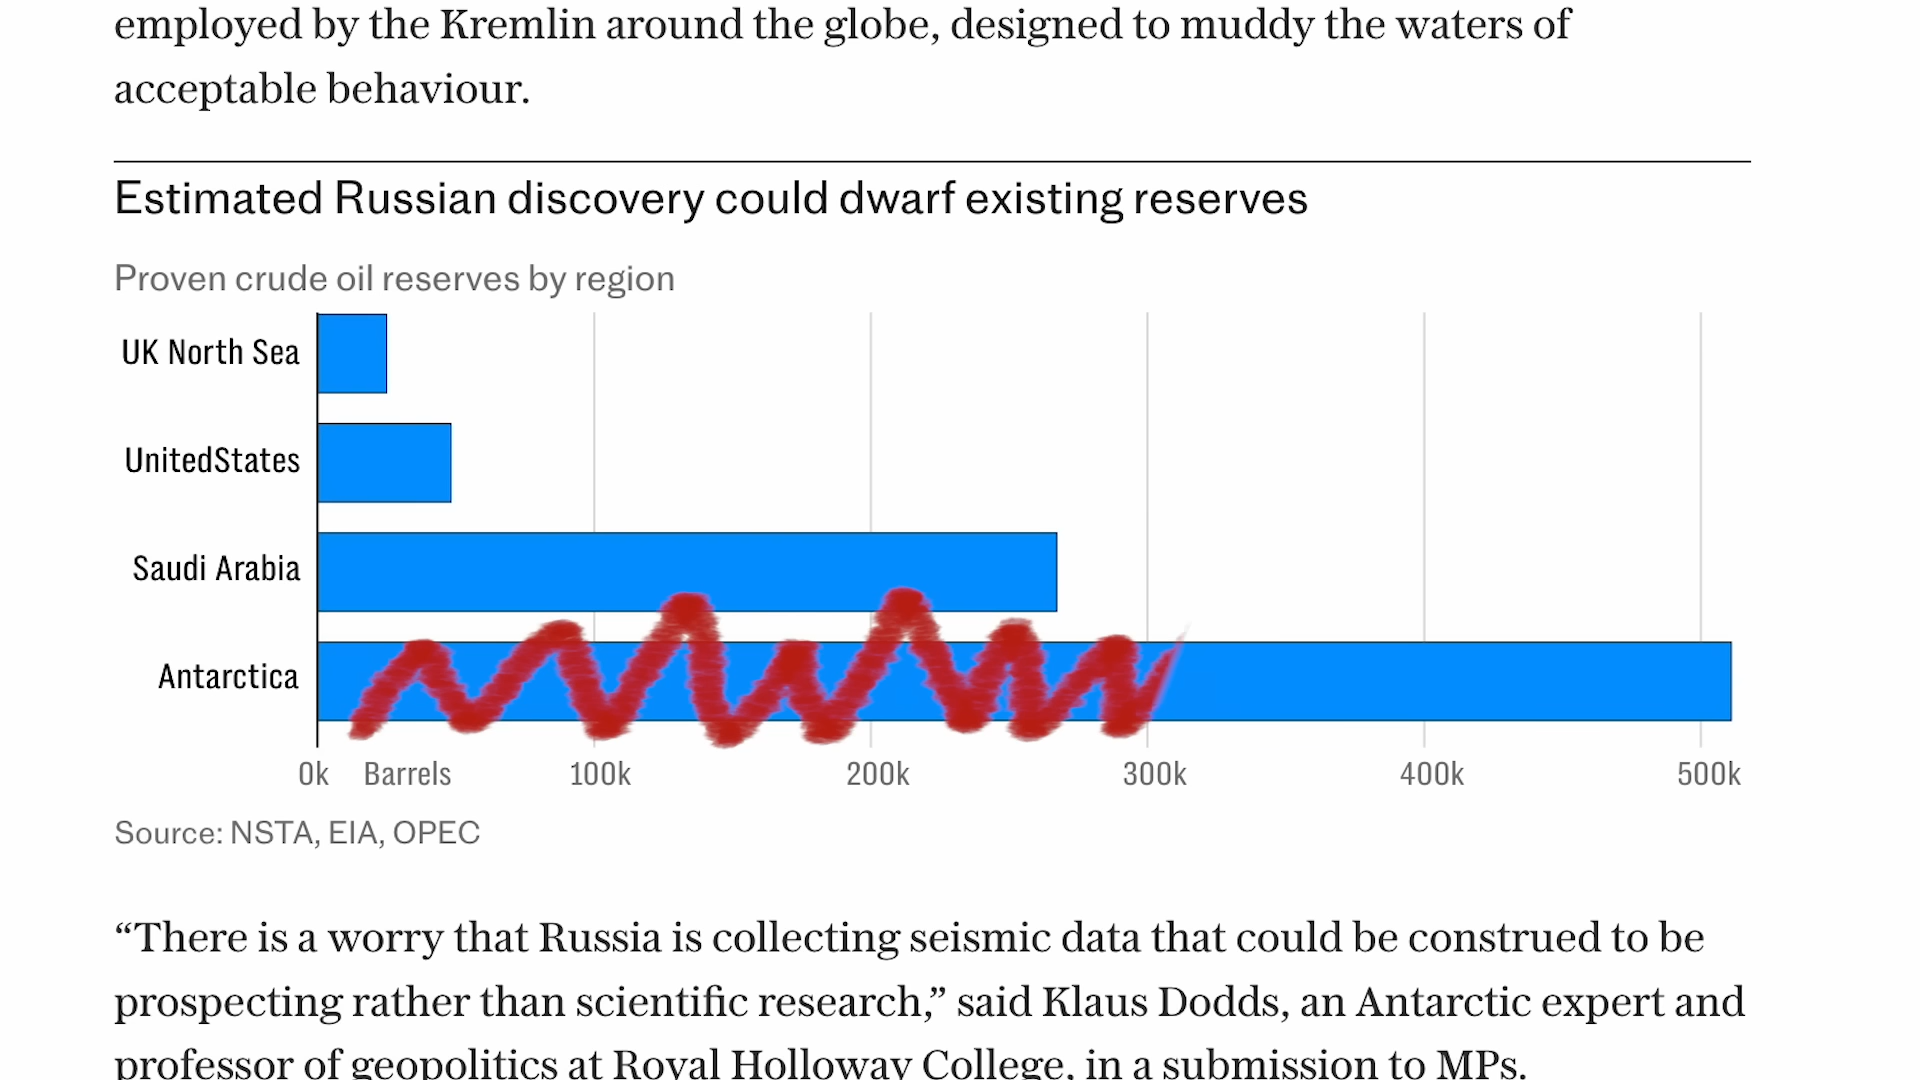 employed by the Kremlin around the globe, designed to muddy the waters of
acceptable behaviour.
Estimated Russian discovery could dwarf existing reserves
Proven crude oil reserves by region
UK North Sea
UnitedStates
Saudi Arabia
Antarctica
0k Barrels 100k 200k 300k 400k 500k
Source: NSTA, EIA, OPEC
“There is a worry that Russia is collecting seismic data that could be construed to be
prospecting rather than scientific research,” said Klaus Dodds, an Antarctic expert and
professor of geopolitics at Royal Holloway College, in a submission to MPs.